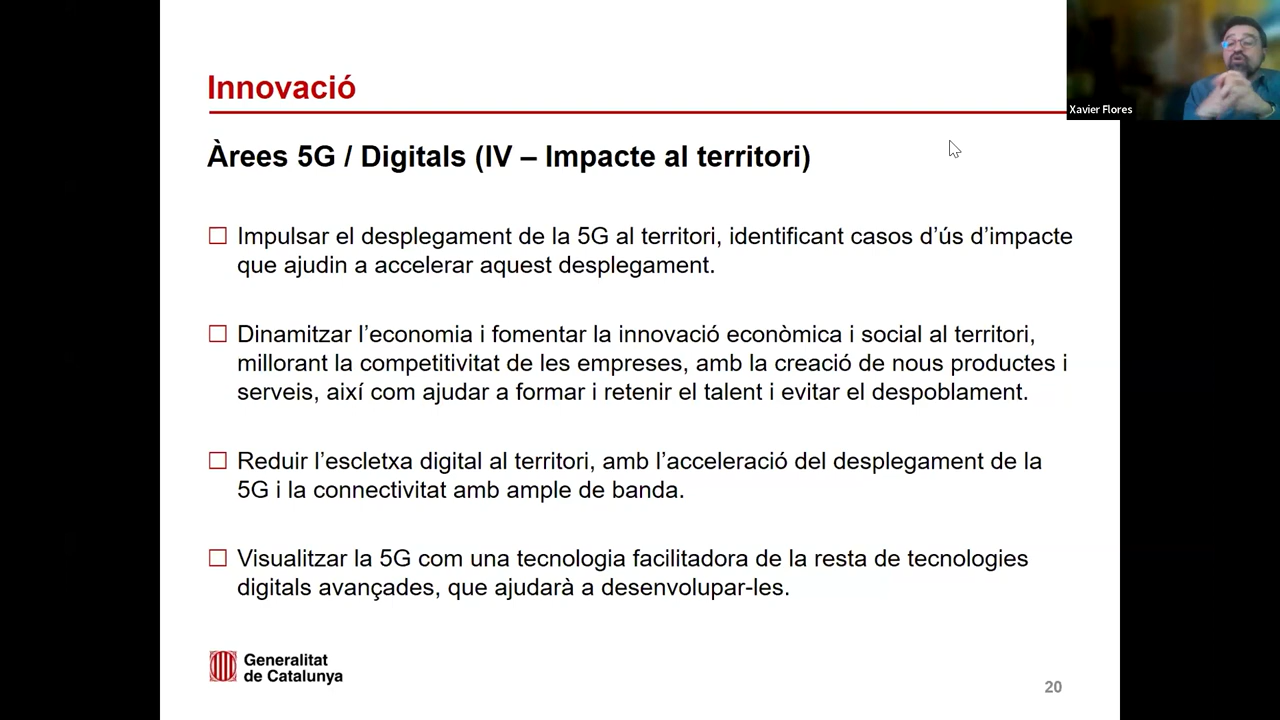 Innovació
Xavier Flores
Àrees 5G / Digitals (IV – Impacte al territori)
☐ Impulsar el desplegament de la 5G al territori, identificant casos d’ús d’impacte
que ajudin a accelerar aquest desplegament.
☐ Dinamitzar l’economia i fomentar la innovació econòmica i social al territori,
millorant la competitivitat de les empreses, amb la creació de nous productes i
serveis, així com ajudar a formar i retenir el talent i evitar el despoblament.
☐ Reduir l’escletxa digital al territori, amb l’acceleració del desplegament de la
5G i la connectivitat amb ample de banda.
☐ Visualitzar la 5G com una tecnologia facilitadora de la resta de tecnologies
digitals avançades, que ajudarà a desenvolupar-les.
Generalitat
de Catalunya
20